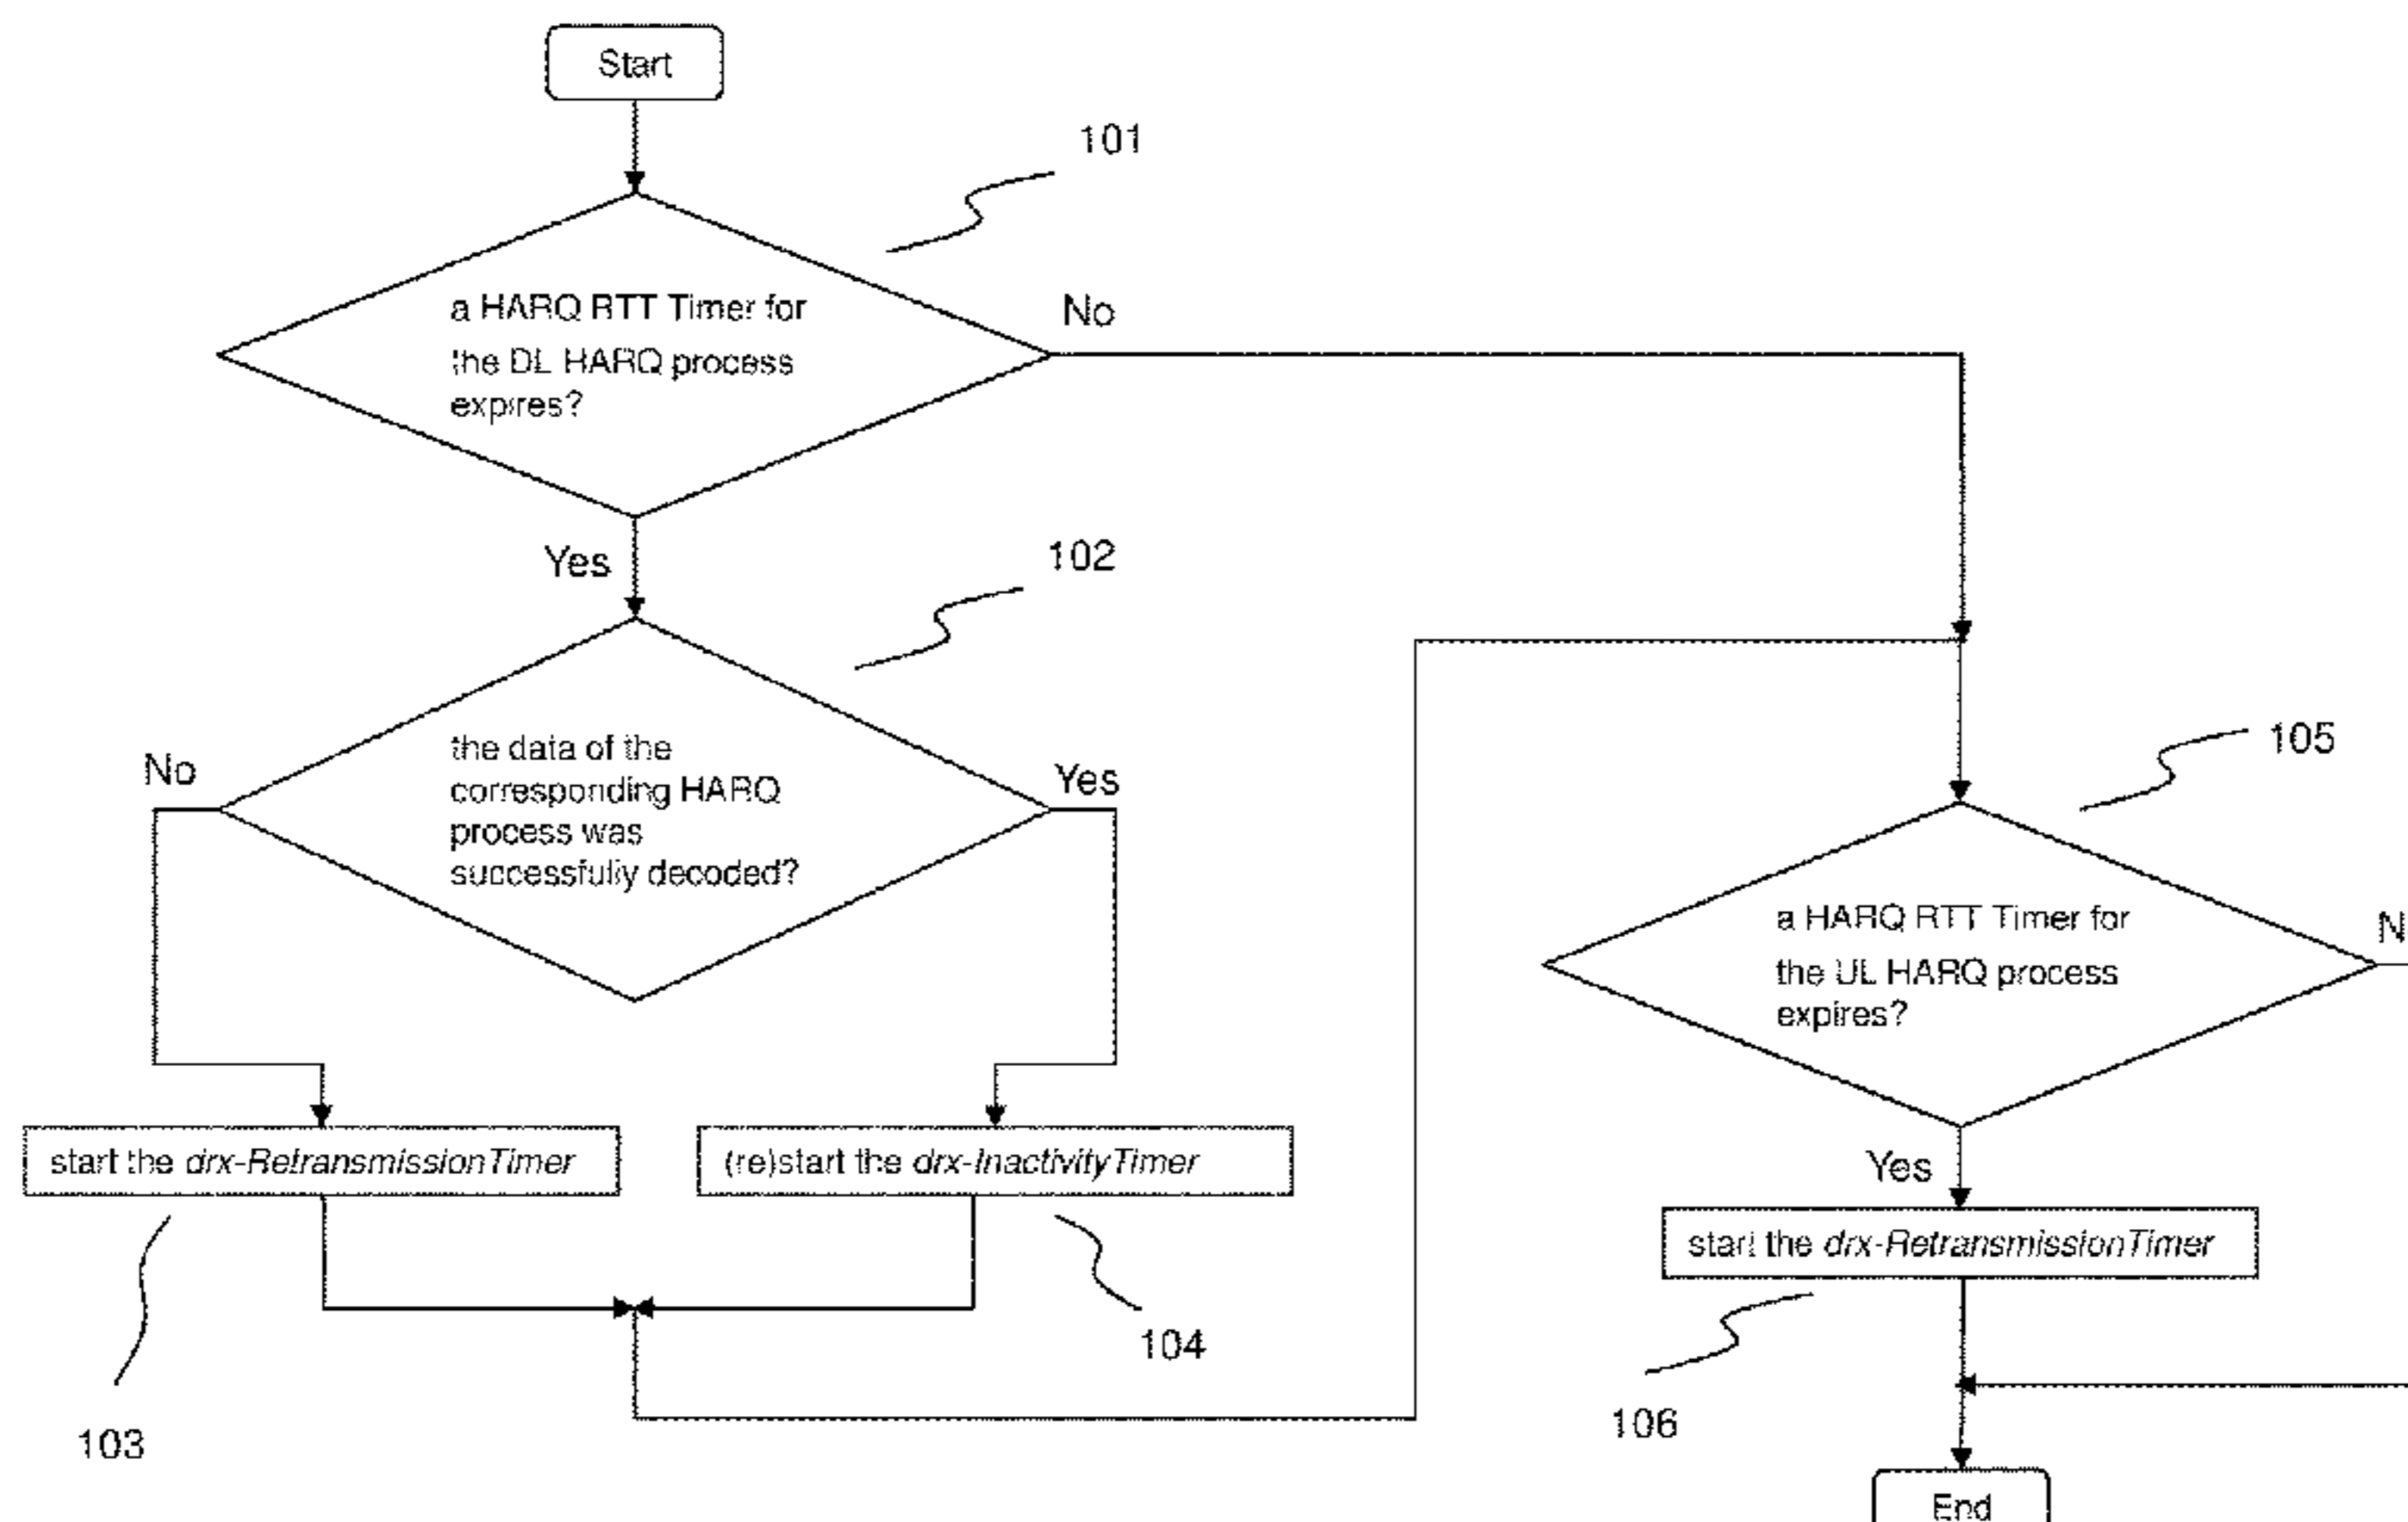 Start
101
a HARQ RTT Timer for
the DL HARQ process
expires?
No
Yes
102
the data of the
corresponding HARQ
process was
successfully decoded?
No
Yes
105
a HARQ RTT Timer for
the UL HARQ process
expires?
N
Yes
start the drx-RetransmissionTimer
(re)start the drx-InactivityTimer
start the drx-RetransmissionTimer
103
104
106
End